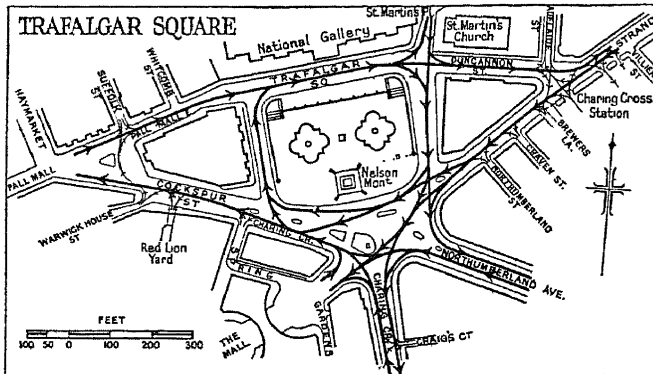 TRAFALGAR SQUARE
St. Martin's Pl
St. Martin's
Church
National Gallery
ADELAIDE
ST
STRAND
DUNCANNON
ST
TRAFALGAR
SQ
WHITCOMB
ST
SUFFOLK
ST
HAYMARKET
PALL MALL
Charing Cross
Station
BREWERS
LA.
CRAVEN ST.
NORTHUMBERLAND
ST
Nelson
Mont
PALL MALL
COCKSPUR
ST
WARWICK HOUSE
ST
Red Lion
Yard
CHARING CR.
SPRING
GARDENS
NORTHUMBERLAND AVE.
CHARING CR.
CRAIG'S CT
THE
MALL
FEET
100 50 0 100 200 300